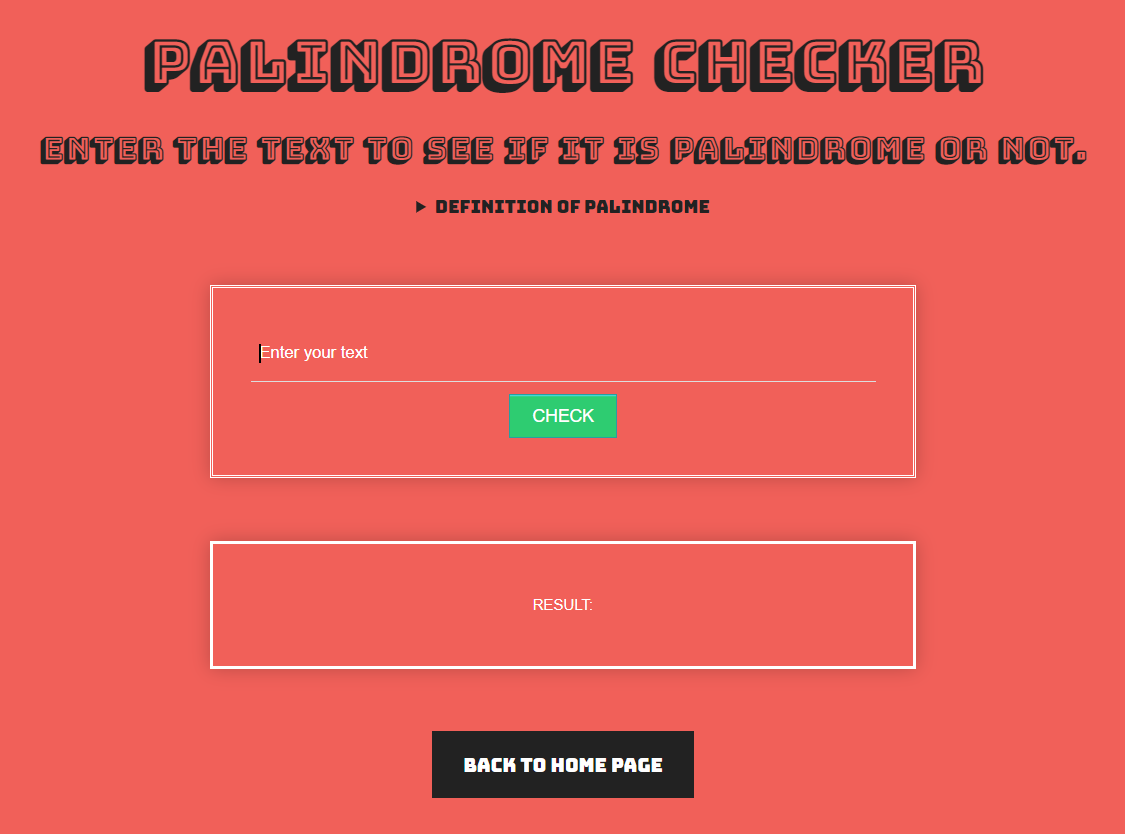 PALINDROME CHECKER
ENTER THE TEXT TO SEE IF IT IS PALINDROME OR NOT.
DEFINITION OF PALINDROME
Enter your text
CHECK
RESULT:
BACK TO HOME PAGE